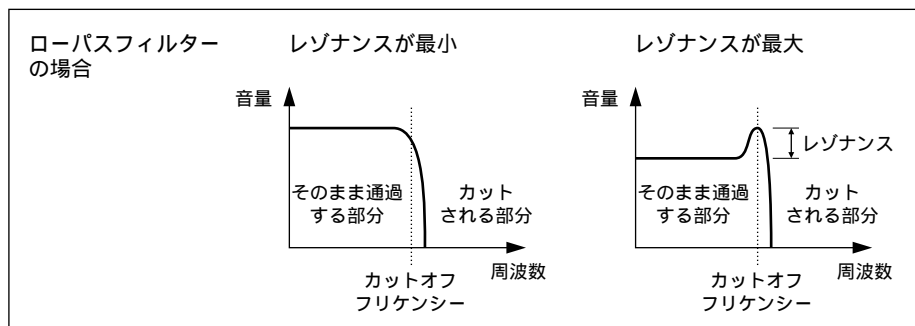 ローパスフィルター
の場合
レゾナンスが最小
音量
そのまま通過
する部分
カット
される部分
周波数
カットオフ
フリケンシー
レゾナンスが最大
音量
レゾナンス
そのまま通過
する部分
カット
される部分
周波数
カットオフ
フリケンシー